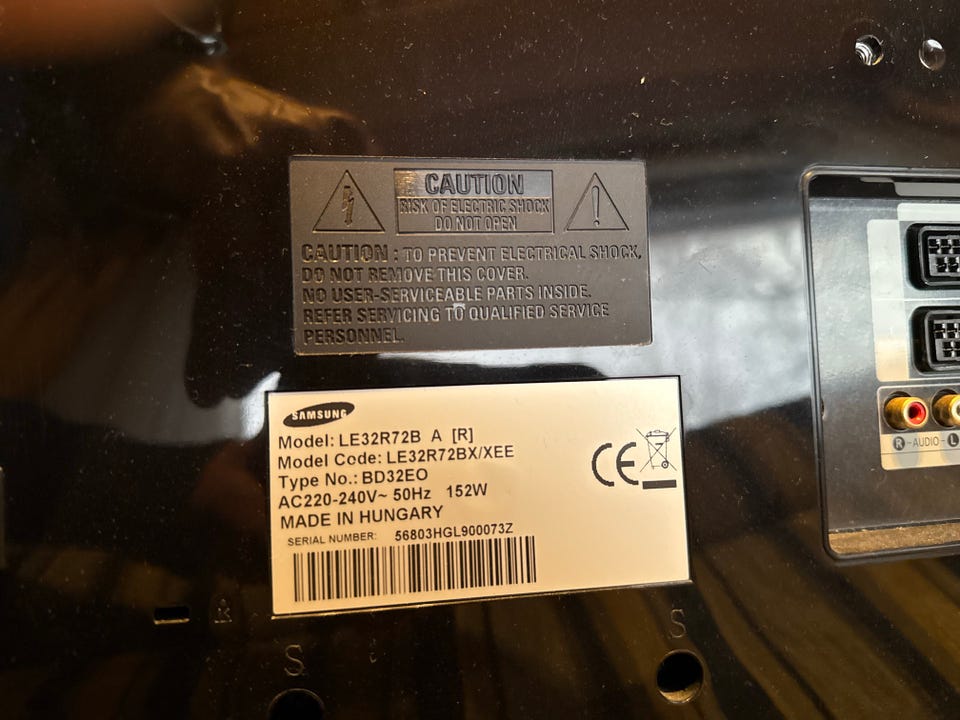 CAUTION
RISK OF ELECTRIC SHOCK
DO NOT OPEN
CAUTION : TO PREVENT ELECTRICAL SHOCK,
DO NOT REMOVE THIS COVER.
NO USER-SERVICEABLE PARTS INSIDE.
REFER SERVICING TO QUALIFIED SERVICE
PERSONNEL.
SAMSUNG
Model: LE32R72B A [R]
Model Code: LE32R72BX/XEE
Type No.: BD32EO
AC220-240V~ 50Hz 152W
MADE IN HUNGARY
SERIAL NUMBER: 56803HGL900073Z
CE
R-AUDIO-L
S
S